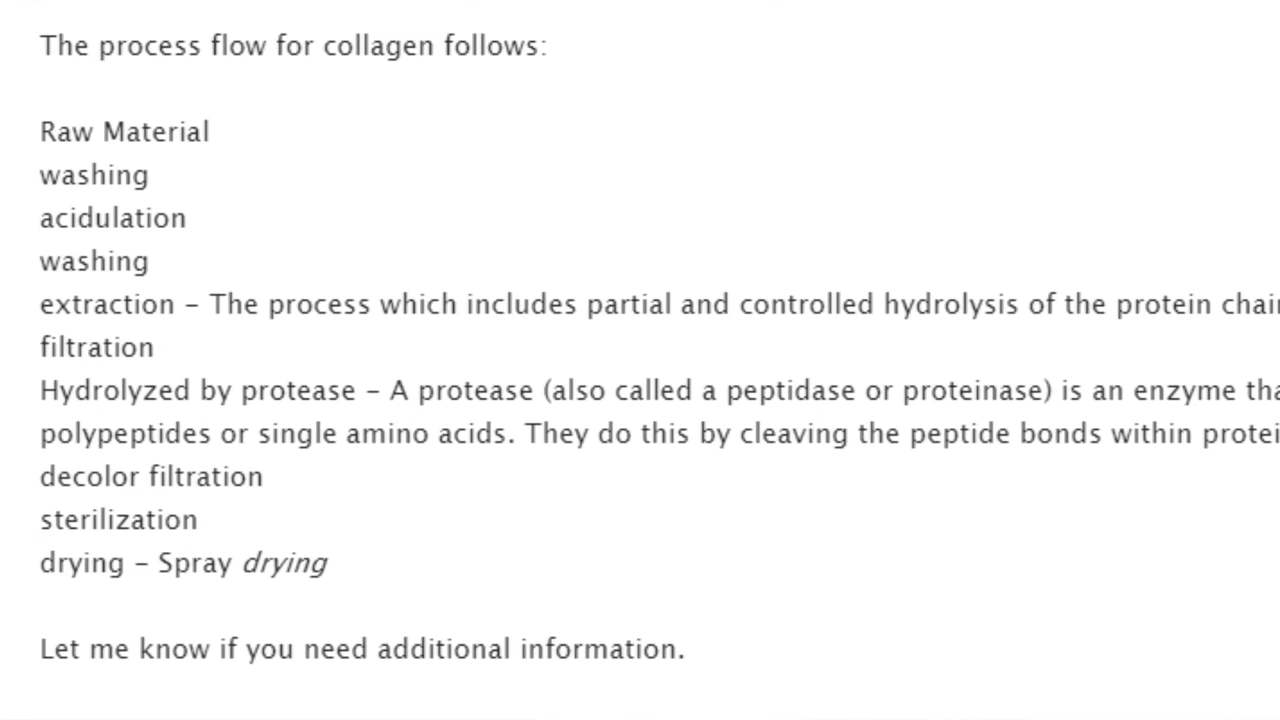 The process flow for collagen follows:
Raw Material
washing
acidulation
washing
extraction – The process which includes partial and controlled hydrolysis of the protein
filtration
Hydrolyzed by protease – A protease (also called a peptidase or proteinase) is an enzyme
polypeptides or single amino acids. They do this by cleaving the peptide bonds within
decolor filtration
sterilization
drying – Spray drying
Let me know if you need additional information.